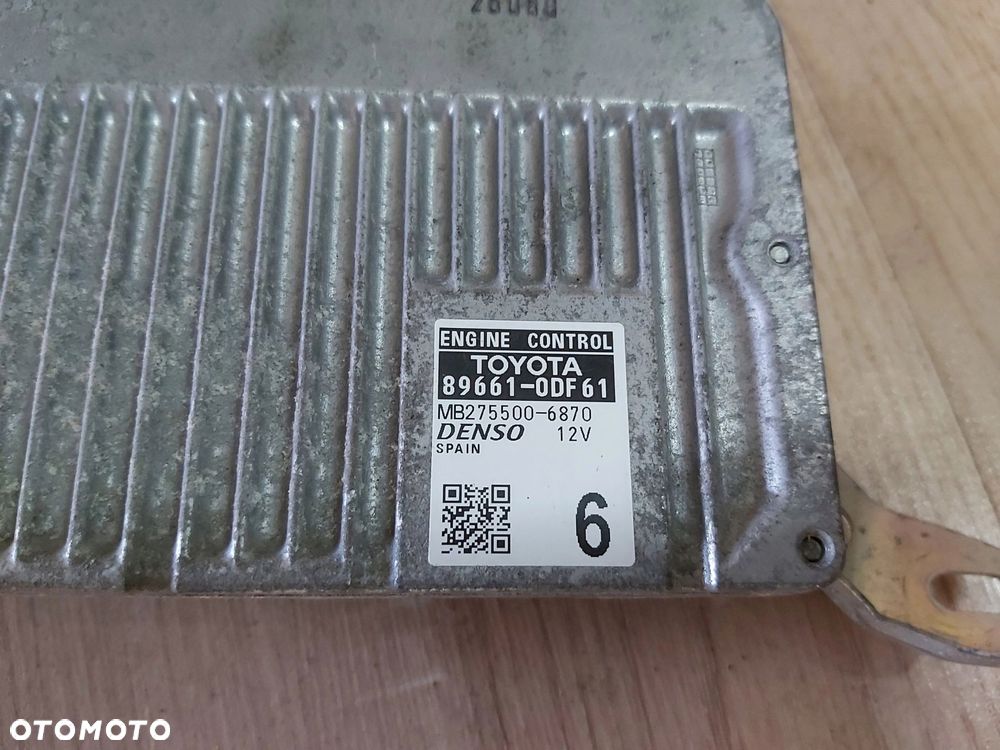 ENGINE CONTROL
TOYOTA
89661-0DF61
MB275500-6870
DENSO 12V
SPAIN
6
OTOMOTO